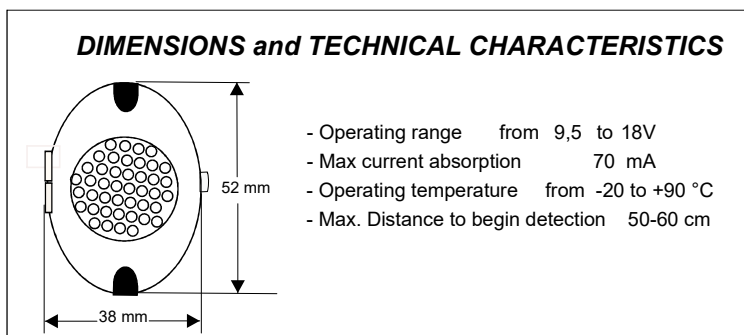 DIMENSIONS and TECHNICAL CHARACTERISTICS
- Operating range from 9,5 to 18V
- Max current absorption 70 mA
- Operating temperature from -20 to +90 °C
- Max. Distance to begin detection 50-60 cm
52 mm
38 mm